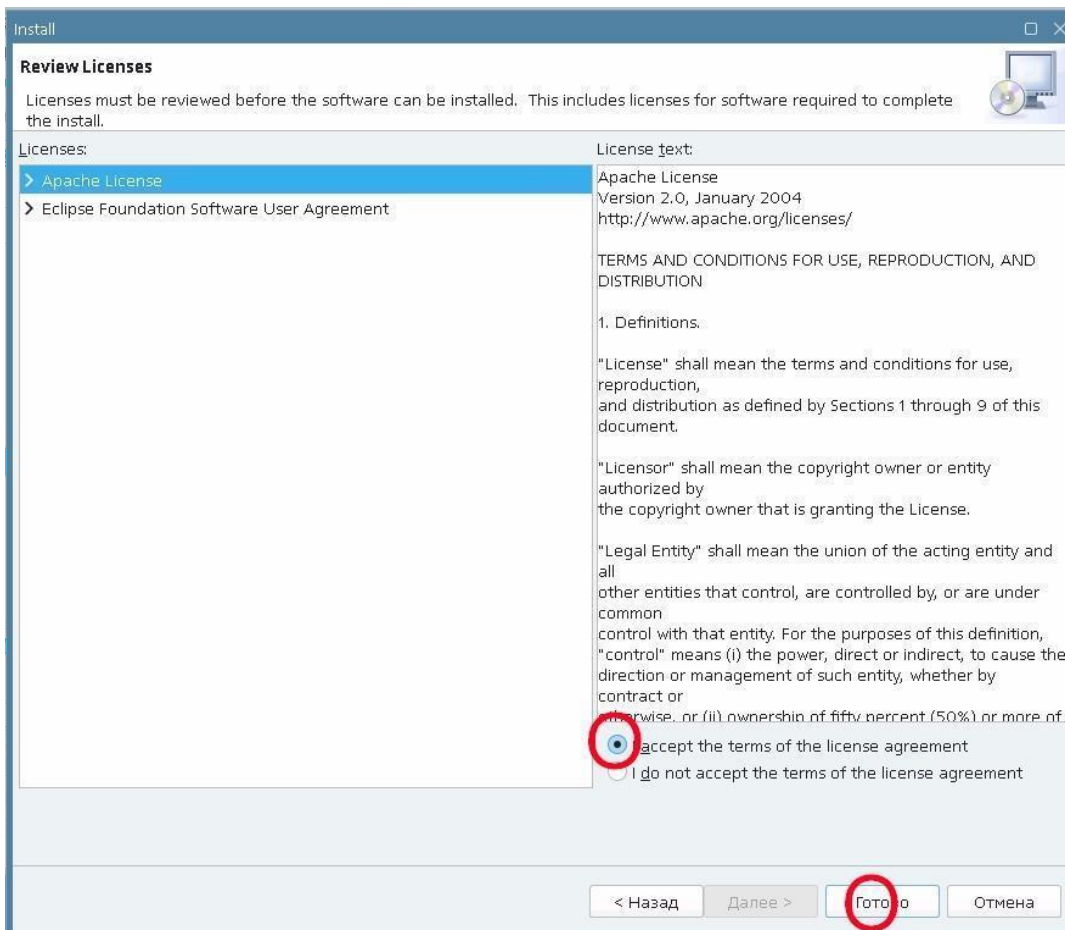 Install
Review Licenses
Licenses must be reviewed before the software can be installed. This includes licenses for software required to complete
the install.
Licenses:
License text:
Apache License
Eclipse Foundation Software User Agreement
Apache License
Version 2.0, January 2004
http://www.apache.org/licenses/
TERMS AND CONDITIONS FOR USE, REPRODUCTION, AND
DISTRIBUTION
1. Definitions.
"License" shall mean the terms and conditions for use,
reproduction,
and distribution as defined by Sections 1 through 9 of this
document.
"Licensor" shall mean the copyright owner or entity
authorized by
the copyright owner that is granting the License.
"Legal Entity" shall mean the union of the acting entity and
all
other entities that control, are controlled by, or are under
common
control with that entity. For the purposes of this definition,
"control" means (i) the power, direct or indirect, to cause the
direction or management of such entity, whether by
contract or
otherwise, or (ii) ownership of fifty percent (50%) or more of
I accept the terms of the license agreement
I do not accept the terms of the license agreement
< Назад
Далее >
Готово
Отмена